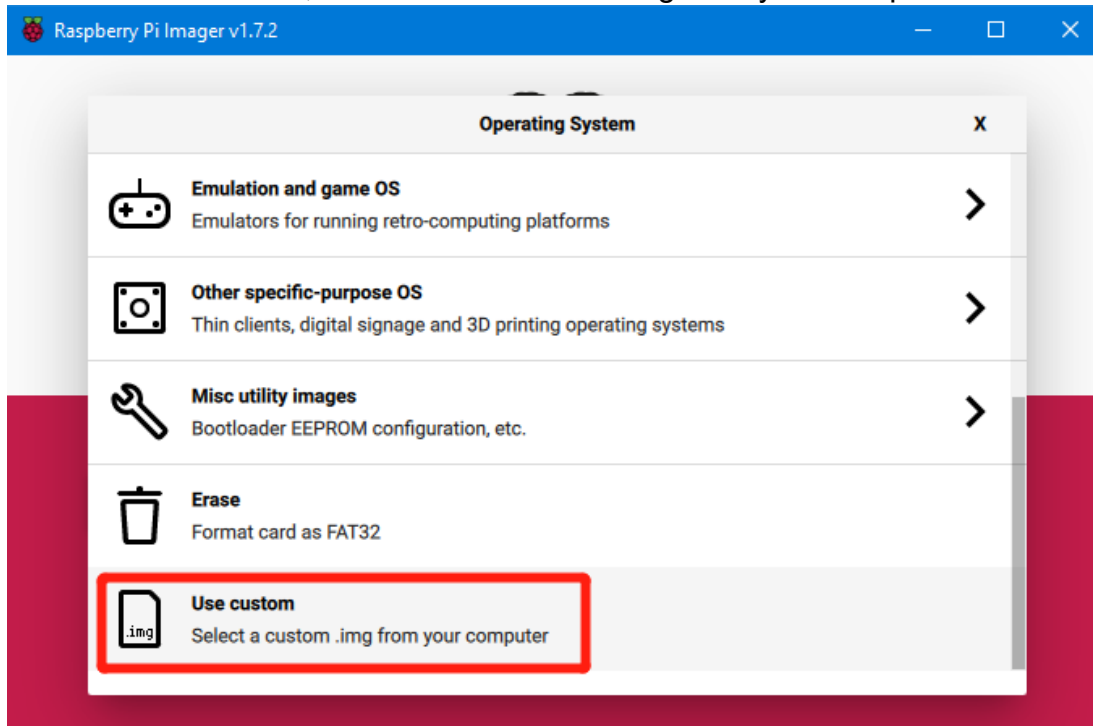 Raspberry Pi Imager v1.7.2
Operating System
X
Emulation and game OS
Emulators for running retro-computing platforms
Other specific-purpose OS
Thin clients, digital signage and 3D printing operating systems
Misc utility images
Bootloader EEPROM configuration, etc.
Erase
Format card as FAT32
Use custom
.img
Select a custom .img from your computer